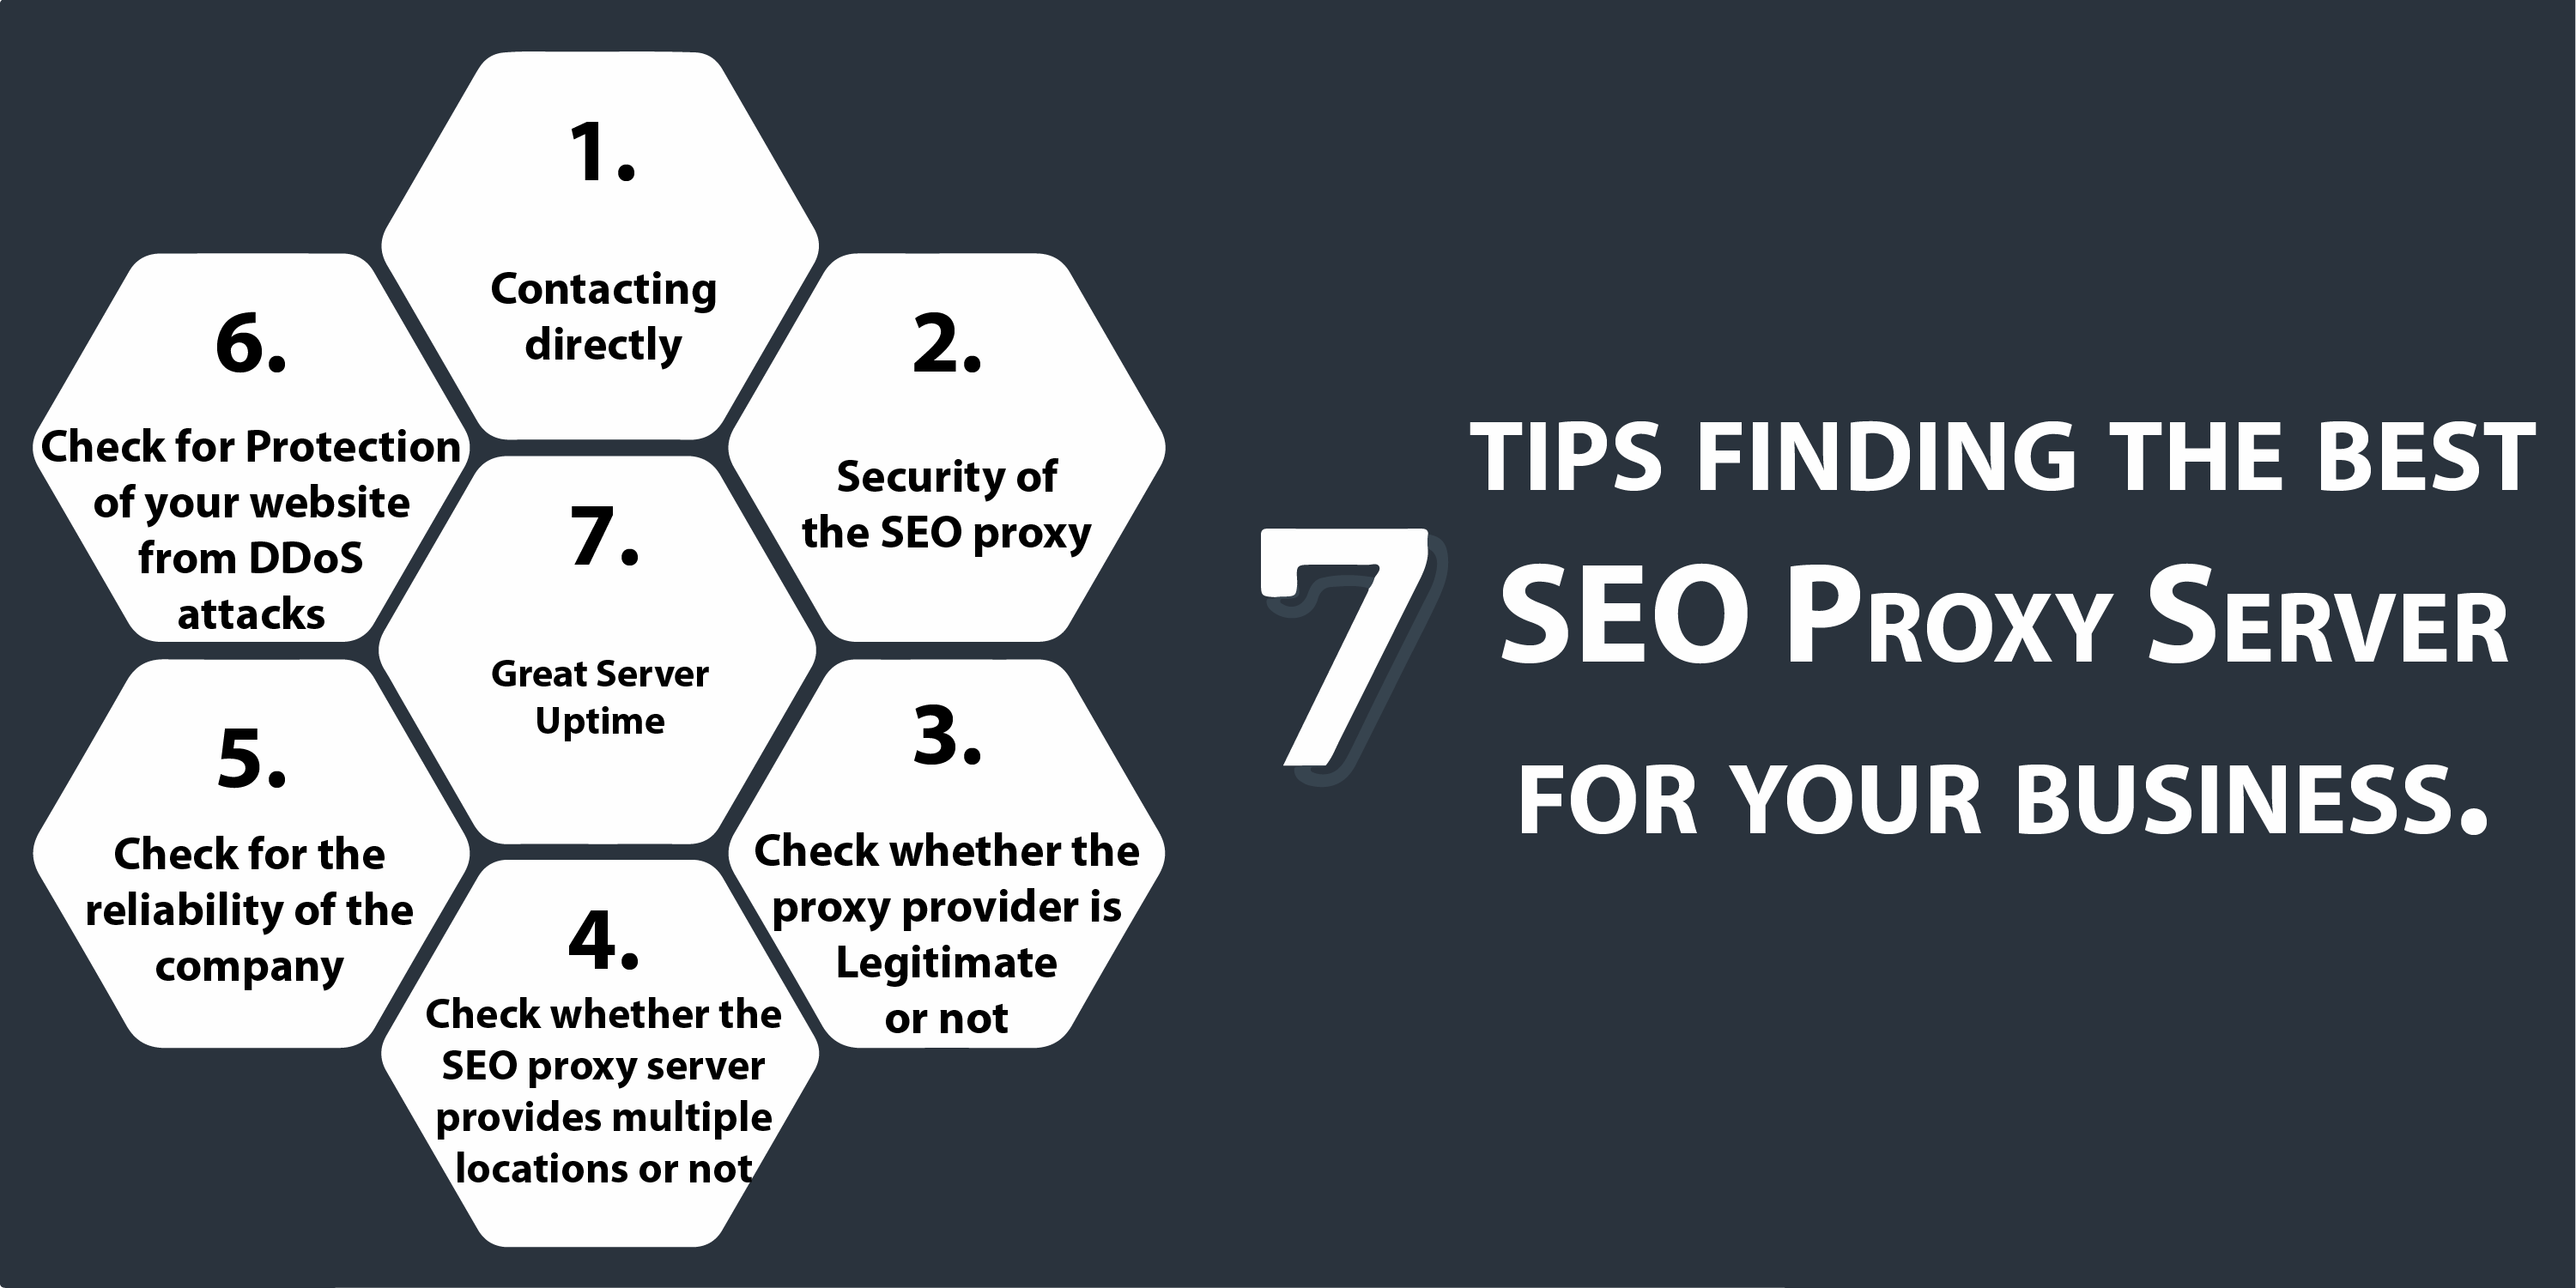 1.
Contacting
directly
2.
Security of
the SEO proxy
3.
Check whether the
proxy provider is
Legitimate
or not
4.
Check whether the
SEO proxy server
provides multiple
locations or not
5.
Check for the
reliability of the
company
6.
Check for Protection
of your website
from DDoS
attacks
7.
Great Server
Uptime
7
TIPS FINDING THE BEST
SEO PROXY SERVER
FOR YOUR BUSINESS.